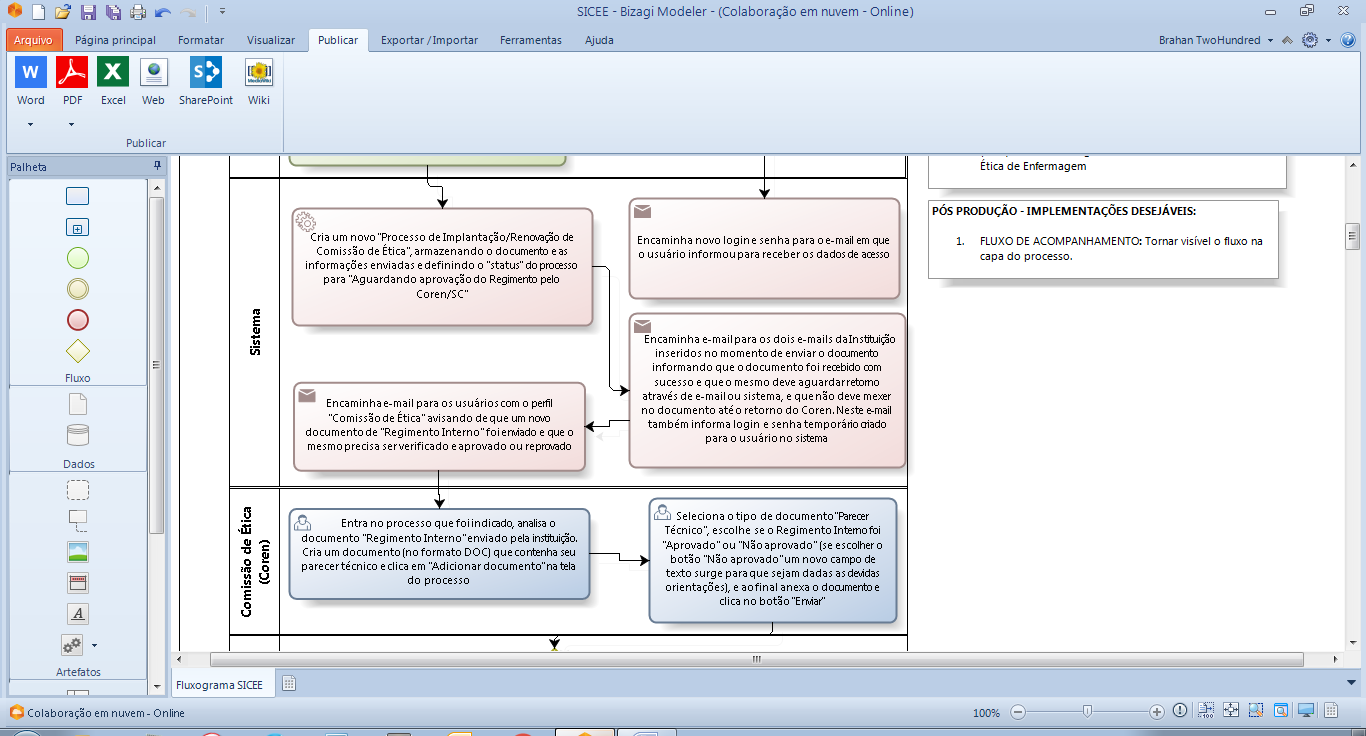 SICEE - Bizagi Modeler - (Colaboração em nuvem - Online)
Arquivo
Página principal
Formatar
Visualizar
Publicar
Exportar /Importar
Ferramentas
Ajuda
Brahan TwoHundred
W
X
S
MediaWiki
Word
PDF
Excel
Web
SharePoint
Wiki
Publicar
Palheta
Fluxo
Dados
A
Artefatos
Ética de Enfermagem
PÓS PRODUÇÃO - IMPLEMENTAÇÕES DESEJÁVEIS:
1. FLUXO DE ACOMPANHAMENTO: Tornar visível o fluxo na
capa do processo.
Sistema
Cria um novo "Processo de Implantação/Renovação de
Comissão de Ética", armazenando o documento e as
informações enviadas e definindo o "status" do processo
para "Aguardando aprovação do Regimento pelo
Coren/SC"
Encaminha novo login e senha para o e-mail em que
o usuário informou para receber os dados de acesso
Encaminha e-mail para os dois e-mails da Instituição
inseridos no momento de enviar o documento
informando que o documento foi recebido com
sucesso e que o mesmo deve aguardar retorno
através de e-mail ou sistema, e que não deve mexer
no documento até o retorno do Coren. Neste e-mail
também informa login e senha temporário criado
para o usuário no sistema
Encaminha e-mail para os usuários com o perfil
"Comissão de Ética" avisando de que um novo
documento de "Regimento Interno" foi enviado e que o
mesmo precisa ser verificado e aprovado ou reprovado
Comissão de Ética
(Coren)
Entra no processo que foi indicado, analisa o
documento "Regimento Interno" enviado pela instituição.
Cria um documento (no formato DOC) que contenha seu
parecer técnico e clica em "Adicionar documento" na tela
do processo
Seleciona o tipo de documento "Parecer
Técnico", escolhe se o Regimento Interno foi
"Aprovado" ou "Não aprovado" (se escolher o
botão "Não aprovado" um novo campo de
texto surge para que sejam dadas as devidas
orientações), e ao final anexa o documento e
clica no botão "Enviar"
Fluxograma SICEE
Colaboração em nuvem - Online
100%